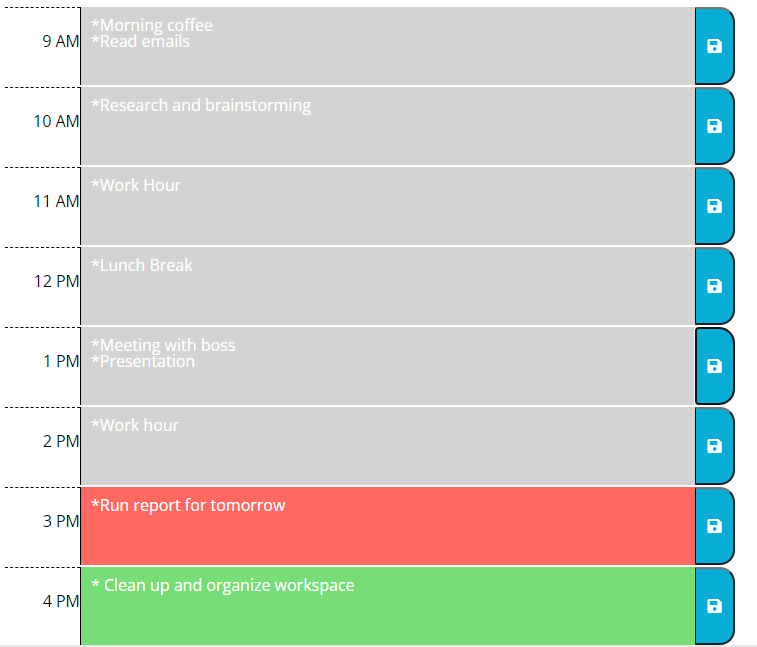 9 AM
*Morning coffee
*Read emails
10 AM
*Research and brainstorming
11 AM
*Work Hour
12 PM
*Lunch Break
1 PM
*Meeting with boss
*Presentation
2 PM
*Work hour
3 PM
*Run report for tomorrow
4 PM
* Clean up and organize workspace